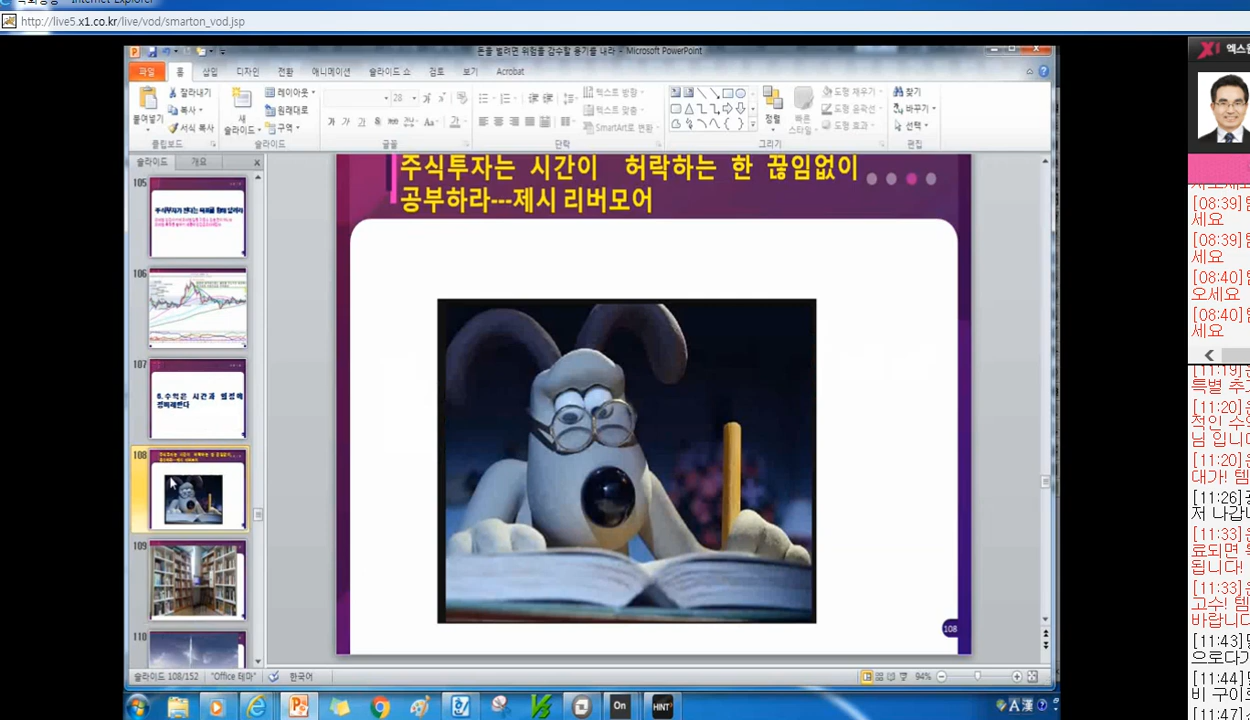 http://live5.x1.co.kr/live/vod/smarton_vod.jsp
돈을 벌려면 위험을 감수할 용기를 내라 - Microsoft PowerPoint
파일 홈 삽입 디자인 전환 애니메이션 슬라이드 쇼 검토 보기 Acrobat
붙여넣기
잘라내기
복사
서식 복사
클립보드
새
슬라이드
레이아웃
원래대로
구역
슬라이드
28
가 가 가
글꼴
텍스트 방향
텍스트 맞춤
SmartArt로 변환
단락
정렬
빠른
스타일
도형 채우기
도형 윤곽선
도형 효과
그리기
찾기
바꾸기
선택
편집
슬라이드 개요
105
106
107
6.수익은 시간과
108
109
110
주식투자는 시간이 허락하는 한 끊임없이
공부하라---제시 리버모어
108
슬라이드 108/152 "Office 테마" 한국어
94%
On
HINT
A 漢
X1 엑스원
[08:39]
세요
[08:39]
세요
[08:40]
오세요
[08:40]
세요
[11:19]
특별 추
[11:20]
적인 수
님 입니다
[11:20]
대가! 템
[11:26]
저 나갑니
[11:33]
료되면
됩니다!
[11:33]
고수! 템
바랍니다
[11:43]
으로다가
[11:44]
비 구이
[11:47]